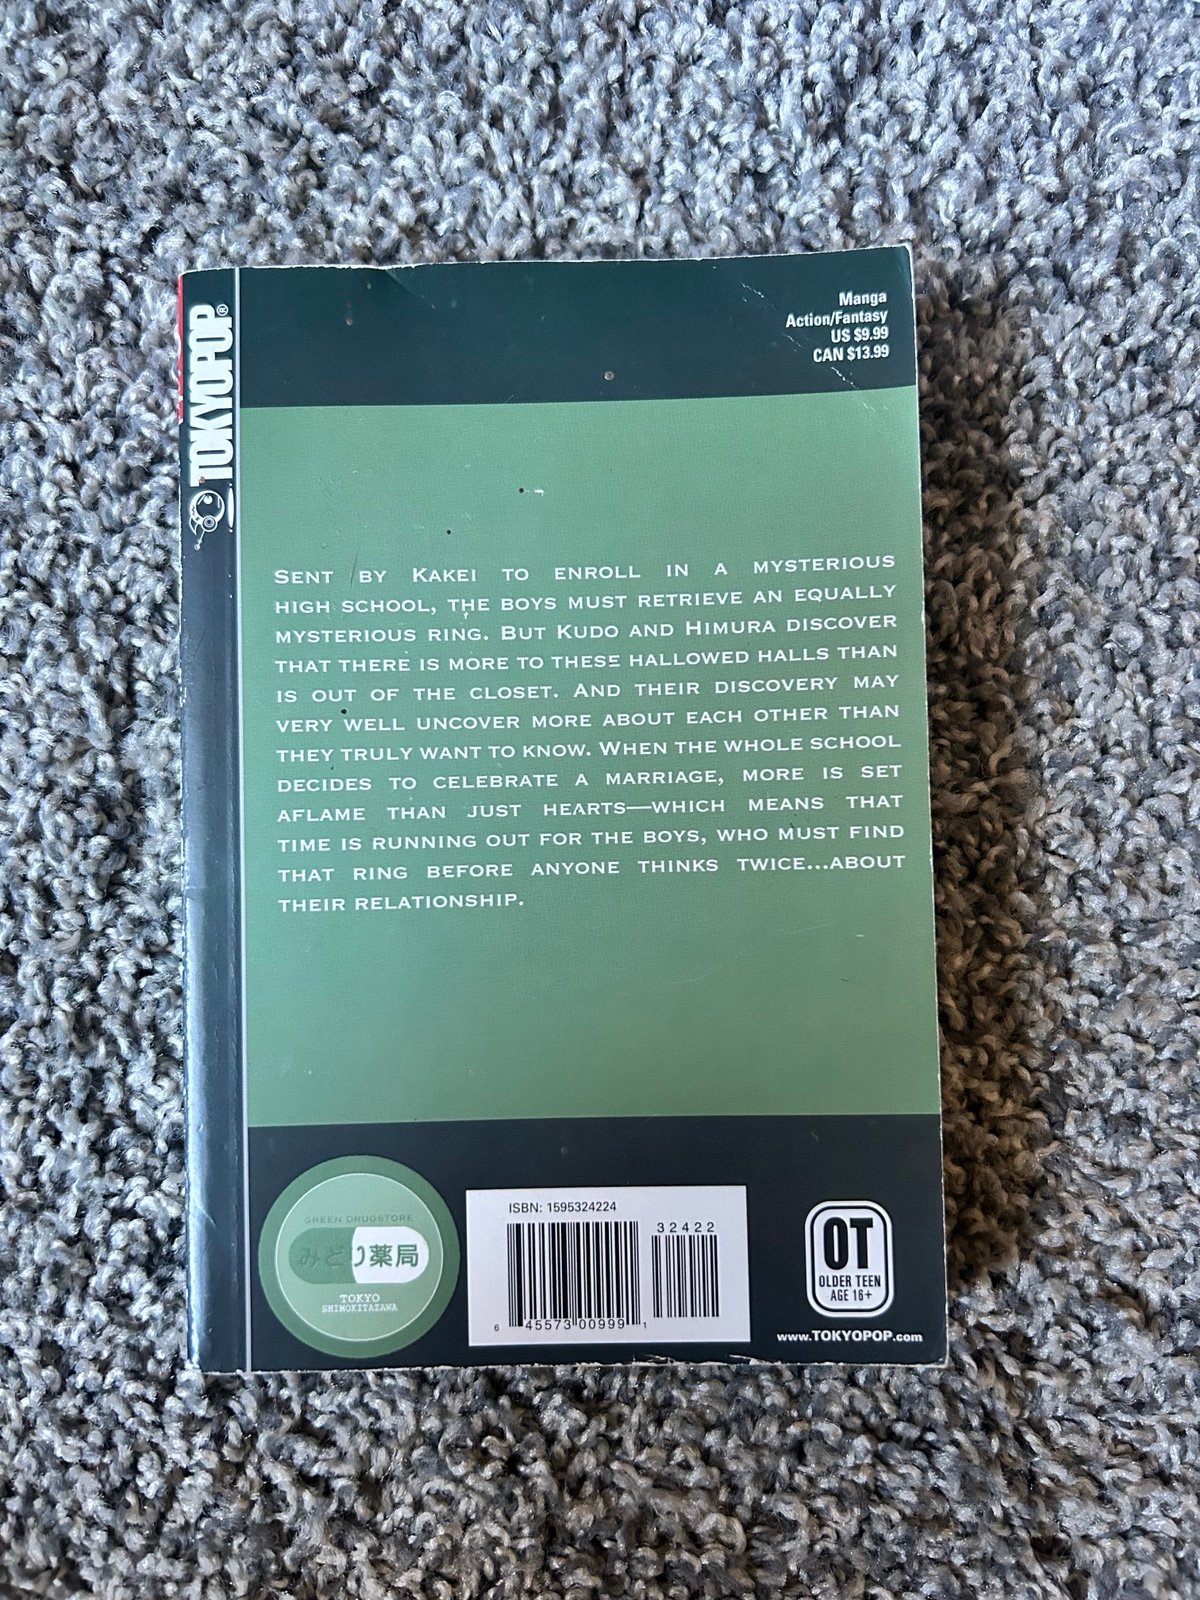 TOKYOPOP®
Manga
Action/Fantasy
US $9.99
CAN $13.99
SENT BY KAKEI TO ENROLL IN A MYSTERIOUS
HIGH SCHOOL, THE BOYS MUST RETRIEVE AN EQUALLY
MYSTERIOUS RING. BUT KUDO AND HIMURA DISCOVER
THAT THERE IS MORE TO THESE HALLOWED HALLS THAN
IS OUT OF THE CLOSET. AND THEIR DISCOVERY MAY
VERY WELL UNCOVER MORE ABOUT EACH OTHER THAN
THEY TRULY WANT TO KNOW. WHEN THE WHOLE SCHOOL
DECIDES TO CELEBRATE A MARRIAGE, MORE IS SET
AFLAME THAN JUST HEARTS—WHICH MEANS THAT
TIME IS RUNNING OUT FOR THE BOYS, WHO MUST FIND
THAT RING BEFORE ANYONE THINKS TWICE...ABOUT
THEIR RELATIONSHIP.
GREEN DRUGSTORE
みどり薬局
TOKYO
SHIMOKITAZAWA
ISBN: 1595324224
32422
6 45573 00999 1
OT
OLDER TEEN
AGE 16+
www.TOKYOPOP.com